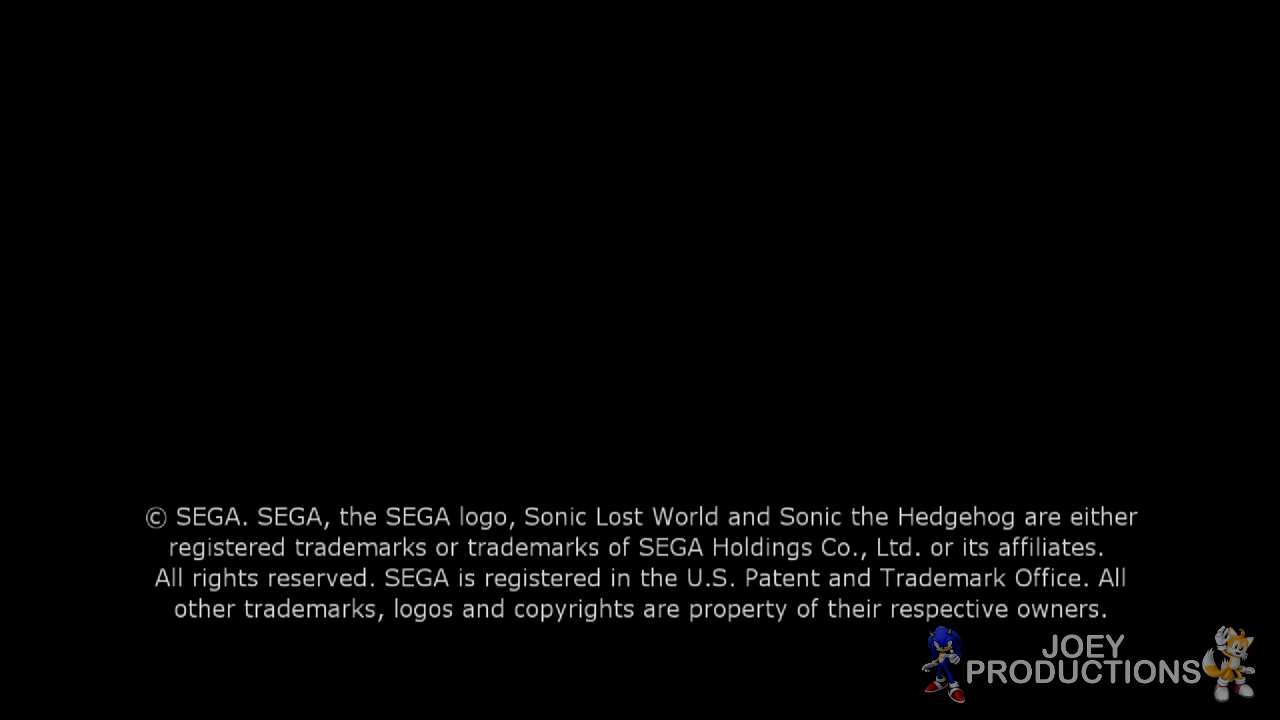 © SEGA. SEGA, the SEGA logo, Sonic Lost World and Sonic the Hedgehog are either
registered trademarks or trademarks of SEGA Holdings Co., Ltd. or its affiliates.
All rights reserved. SEGA is registered in the U.S. Patent and Trademark Office. All
other trademarks, logos and copyrights are property of their respective owners.
JOEY
PRODUCTIONS